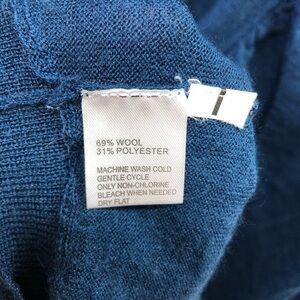 69% WOOL
31% POLYESTER
MACHINE WASH COLD
GENTLE CYCLE
ONLY NON-CHLORINE
BLEACH WHEN NEEDED
DRY FLAT